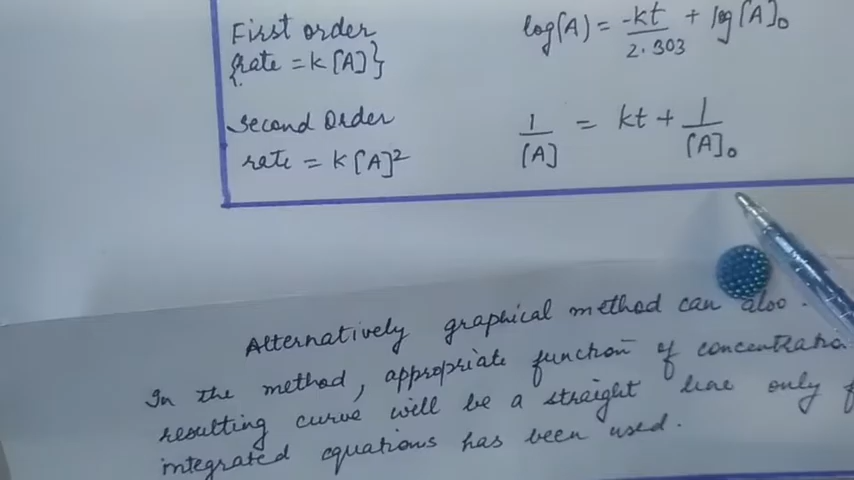 First order log(A) = -kt/2.303 + log[A]₀
{rate = k[A]}
Second Order 1/[A] = kt + 1/[A]₀
rate = k[A]²
Alternatively graphical method can also
In the method, appropriate function of concentratio
resulting curve will be a straight line only f
integrated equations has been used.